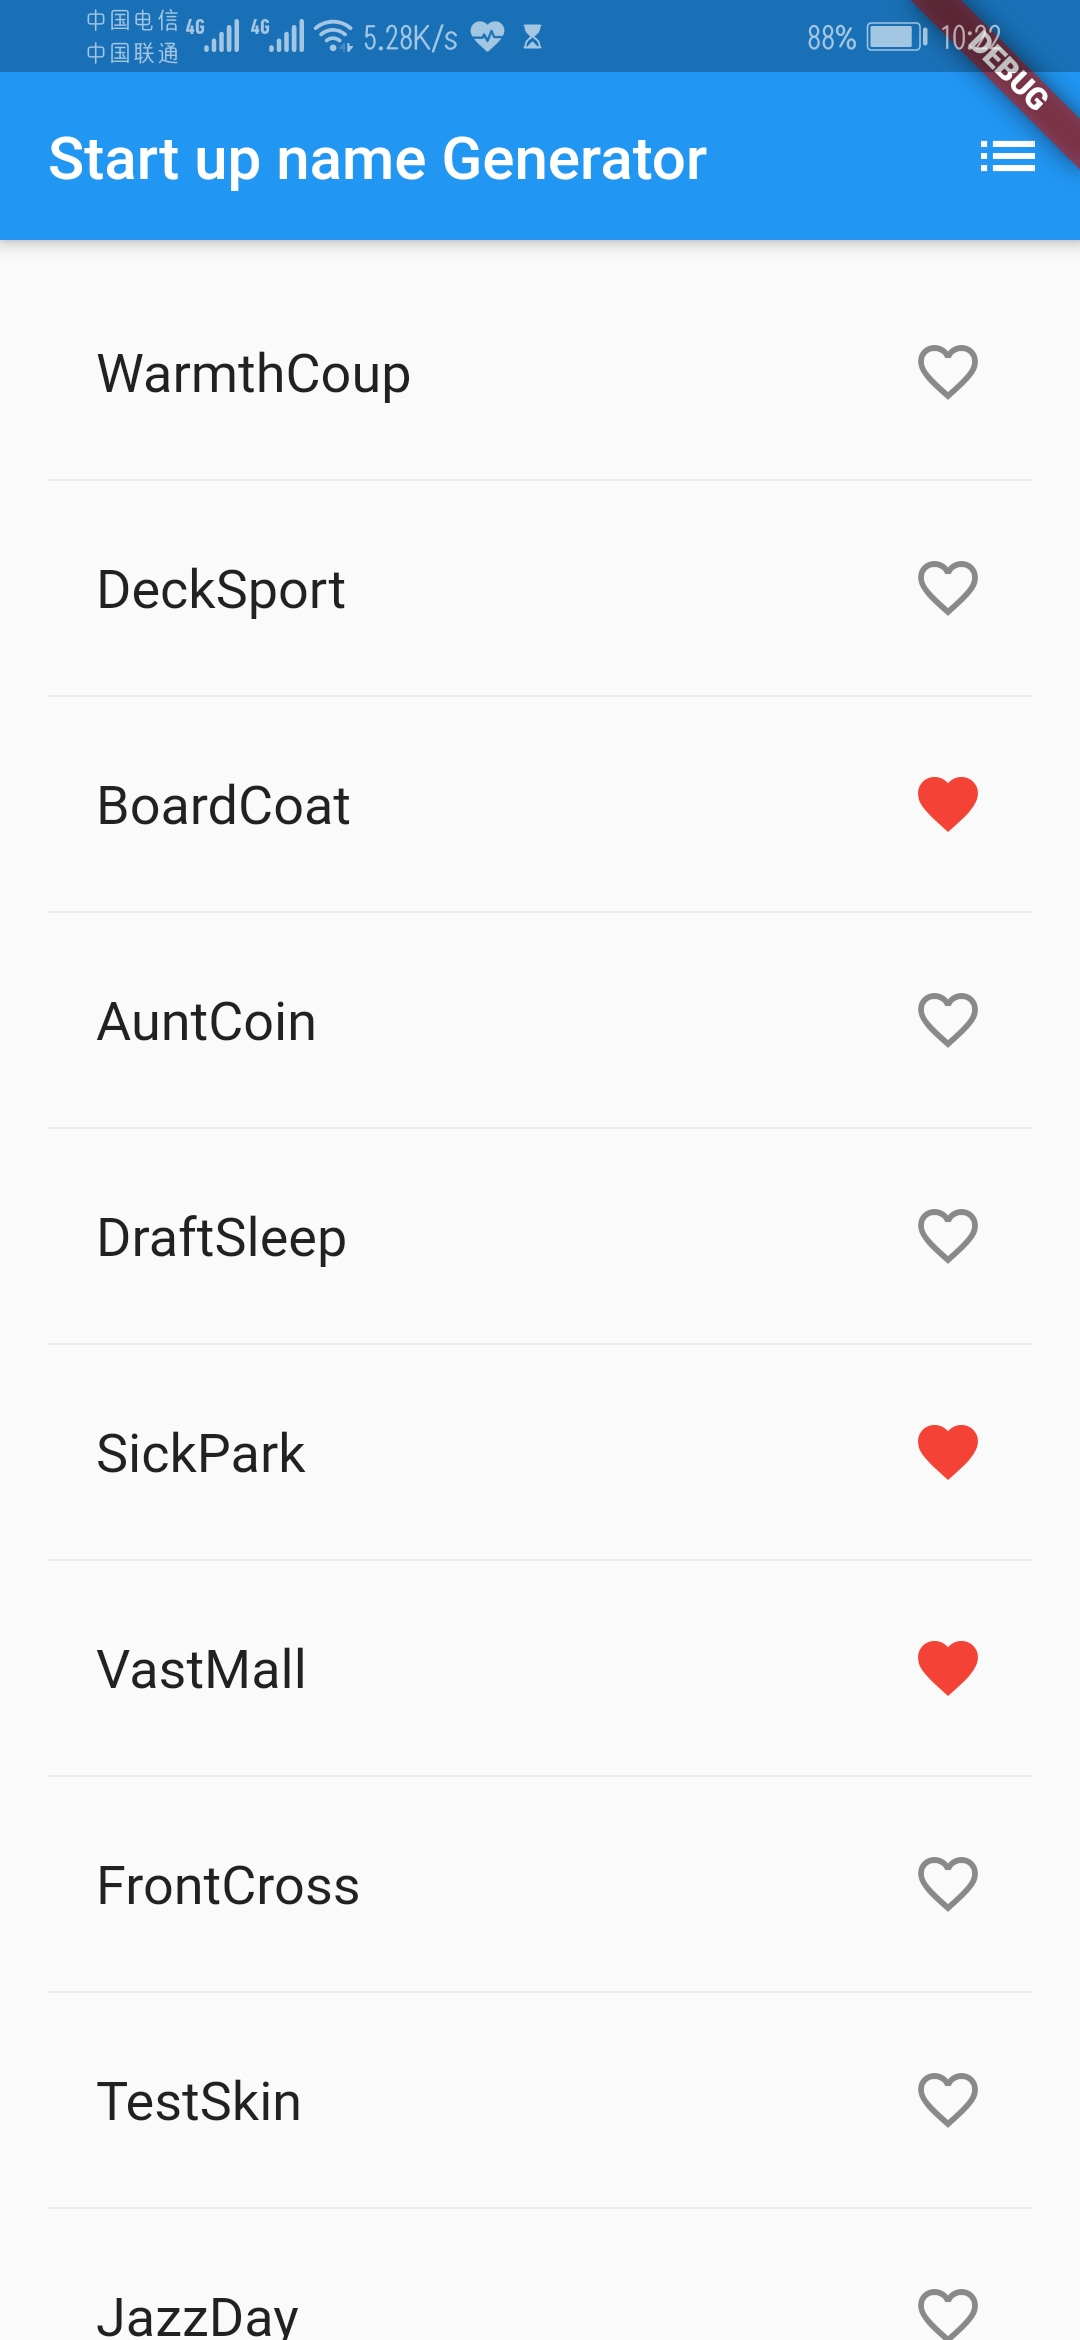 中国电信
中国联通
4G
4G
5.28K/s
88%
10:22
DEBUG
Start up name Generator
WarmthCoup
DeckSport
BoardCoat
AuntCoin
DraftSleep
SickPark
VastMall
FrontCross
TestSkin
JazzDay